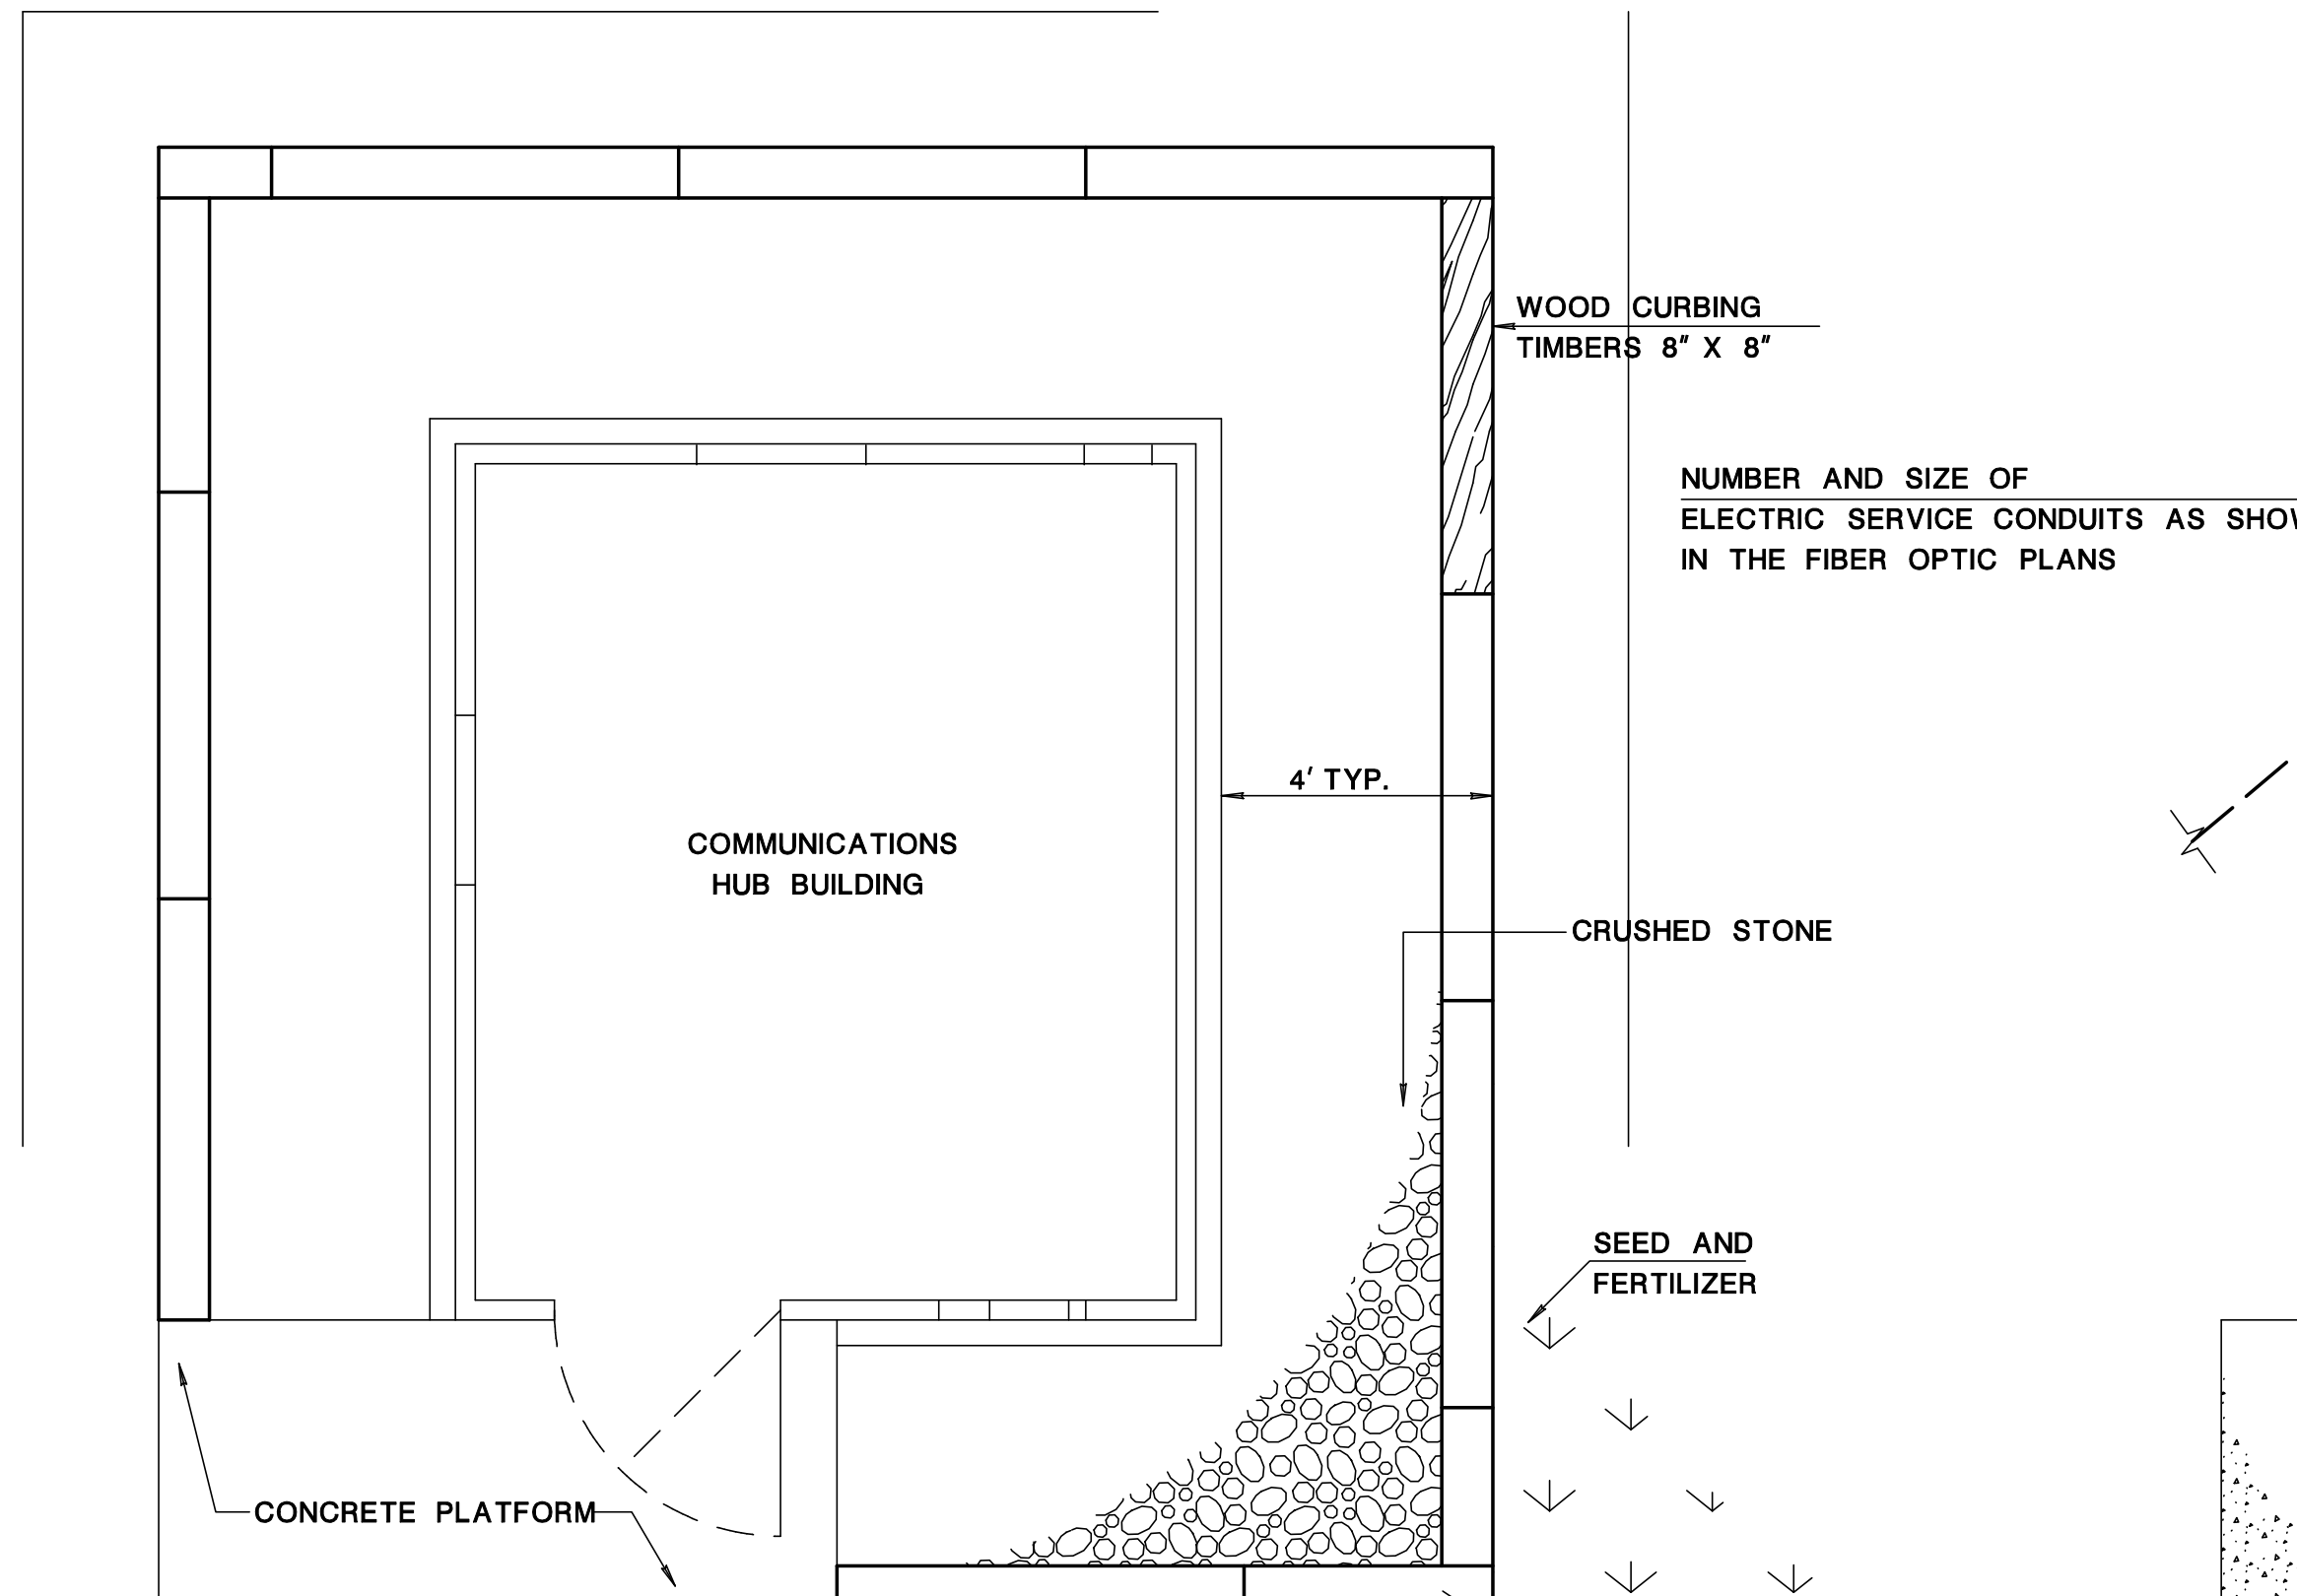 WOOD CURBING
TIMBERS 8" X 8"
NUMBER AND SIZE OF
ELECTRIC SERVICE CONDUITS AS
IN THE FIBER OPTIC PLANS
4' TYP.
COMMUNICATIONS
HUB BUILDING
CRUSHED STONE
SEED AND
FERTILIZER
CONCRETE PLATFORM